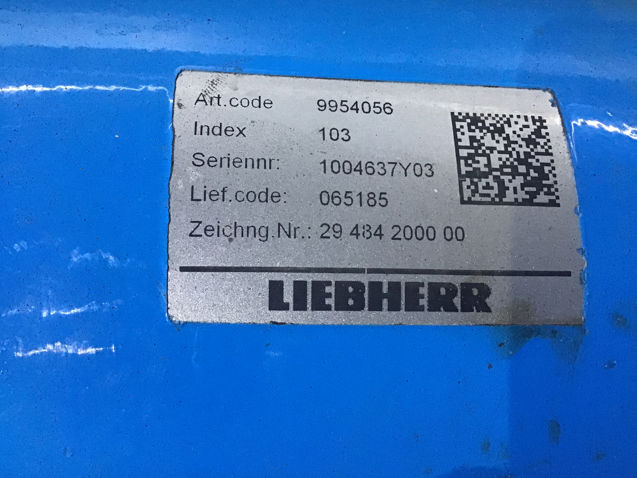 Art.code 9954056
Index 103
Seriennr: 1004637Y03
Lief.code: 065185
Zeichng.Nr.: 29 484 2000 00
LIEBHERR